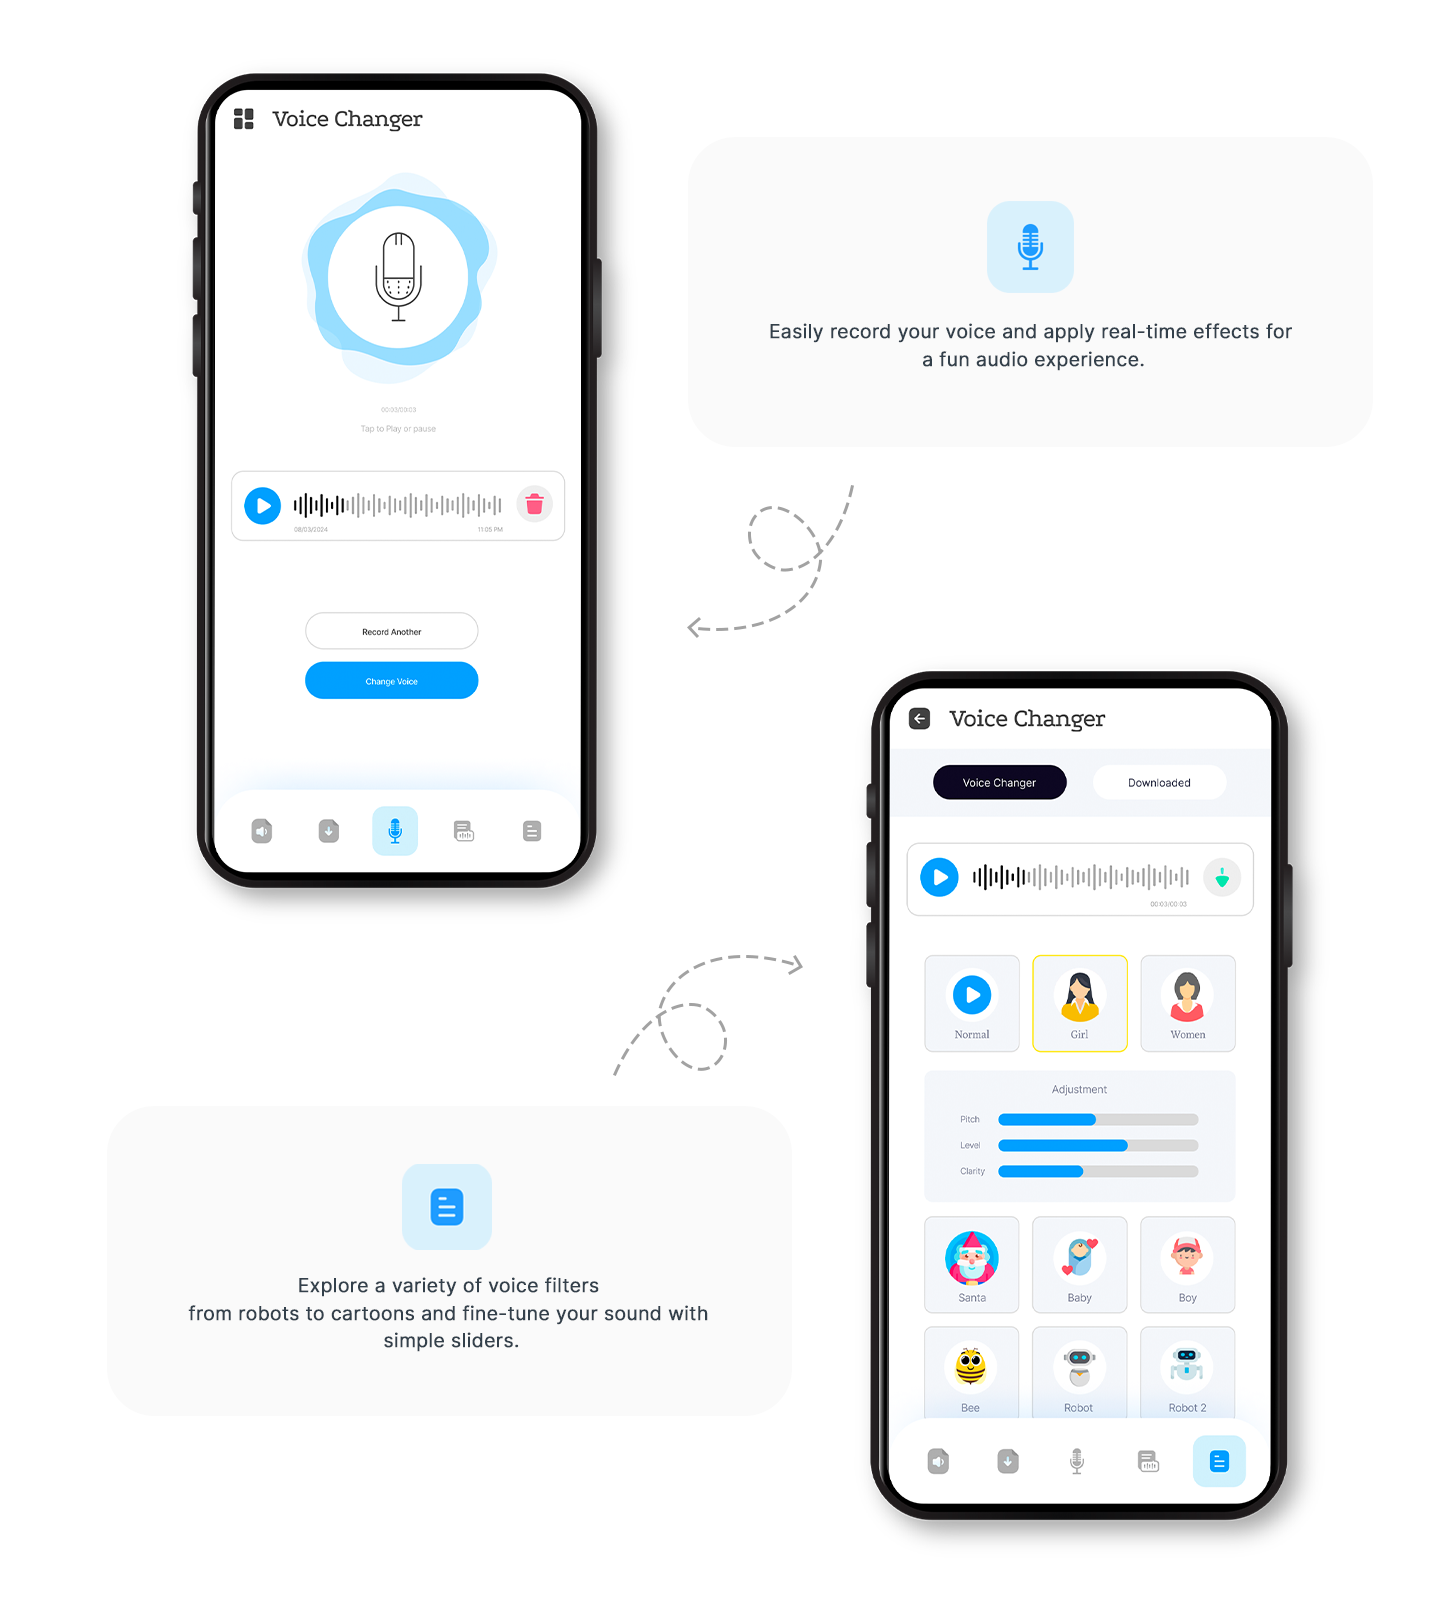 Voice Changer
00:03/03:03
Tap to Play or pause
08/03/2024
11:05 PM
Record Another
Change Voice
Easily record your voice and apply real-time effects for
a fun audio experience.
Voice Changer
Voice Changer
Downloaded
00:03/00:03
Normal
Girl
Women
Adjustment
Pitch
Level
Clarity
Santa
Baby
Boy
Bee
Robot
Robot 2
Explore a variety of voice filters
from robots to cartoons and fine-tune your sound with
simple sliders.